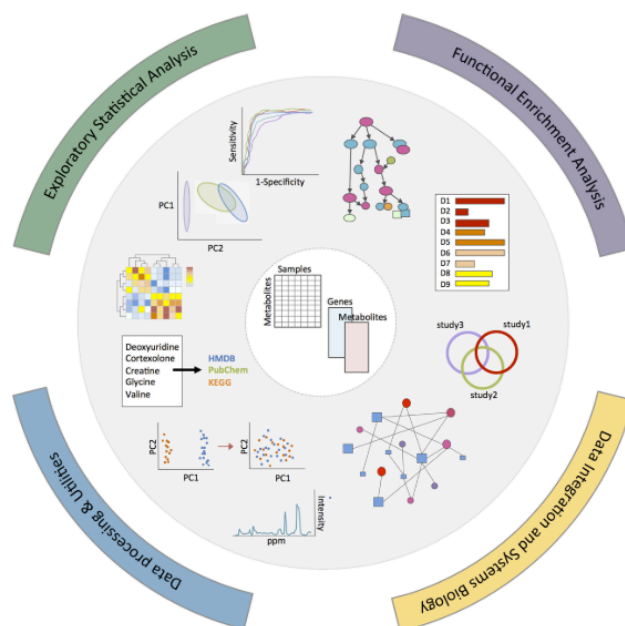 Exploratory Statistical Analysis
Functional Enrichment Analysis
Sensitivity
1-Specificity
PC1
PC2
D1
D2
D3
D4
D5
D6
D7
D8
D9
Samples
Metabolites
Genes
Metabolites
study3
study1
study2
Deoxyuridine
Cortexolone
Creatine
Glycine
Valine
HMDB
PubChem
KEGG
PC2
PC1
PC2
PC1
Intensity
ppm
Data processing & Utilities
Data Integration and Systems Biology